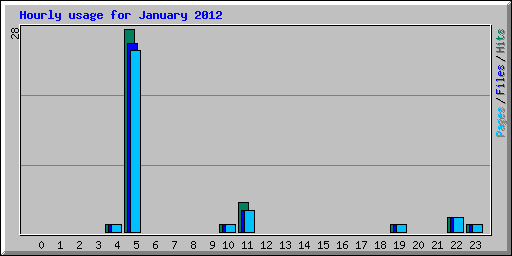 Hourly usage for January 2012
28
Pages/Files/Hits
0 1 2 3 4 5 6 7 8 9 10 11 12 13 14 15 16 17 18 19 20 21 22 23